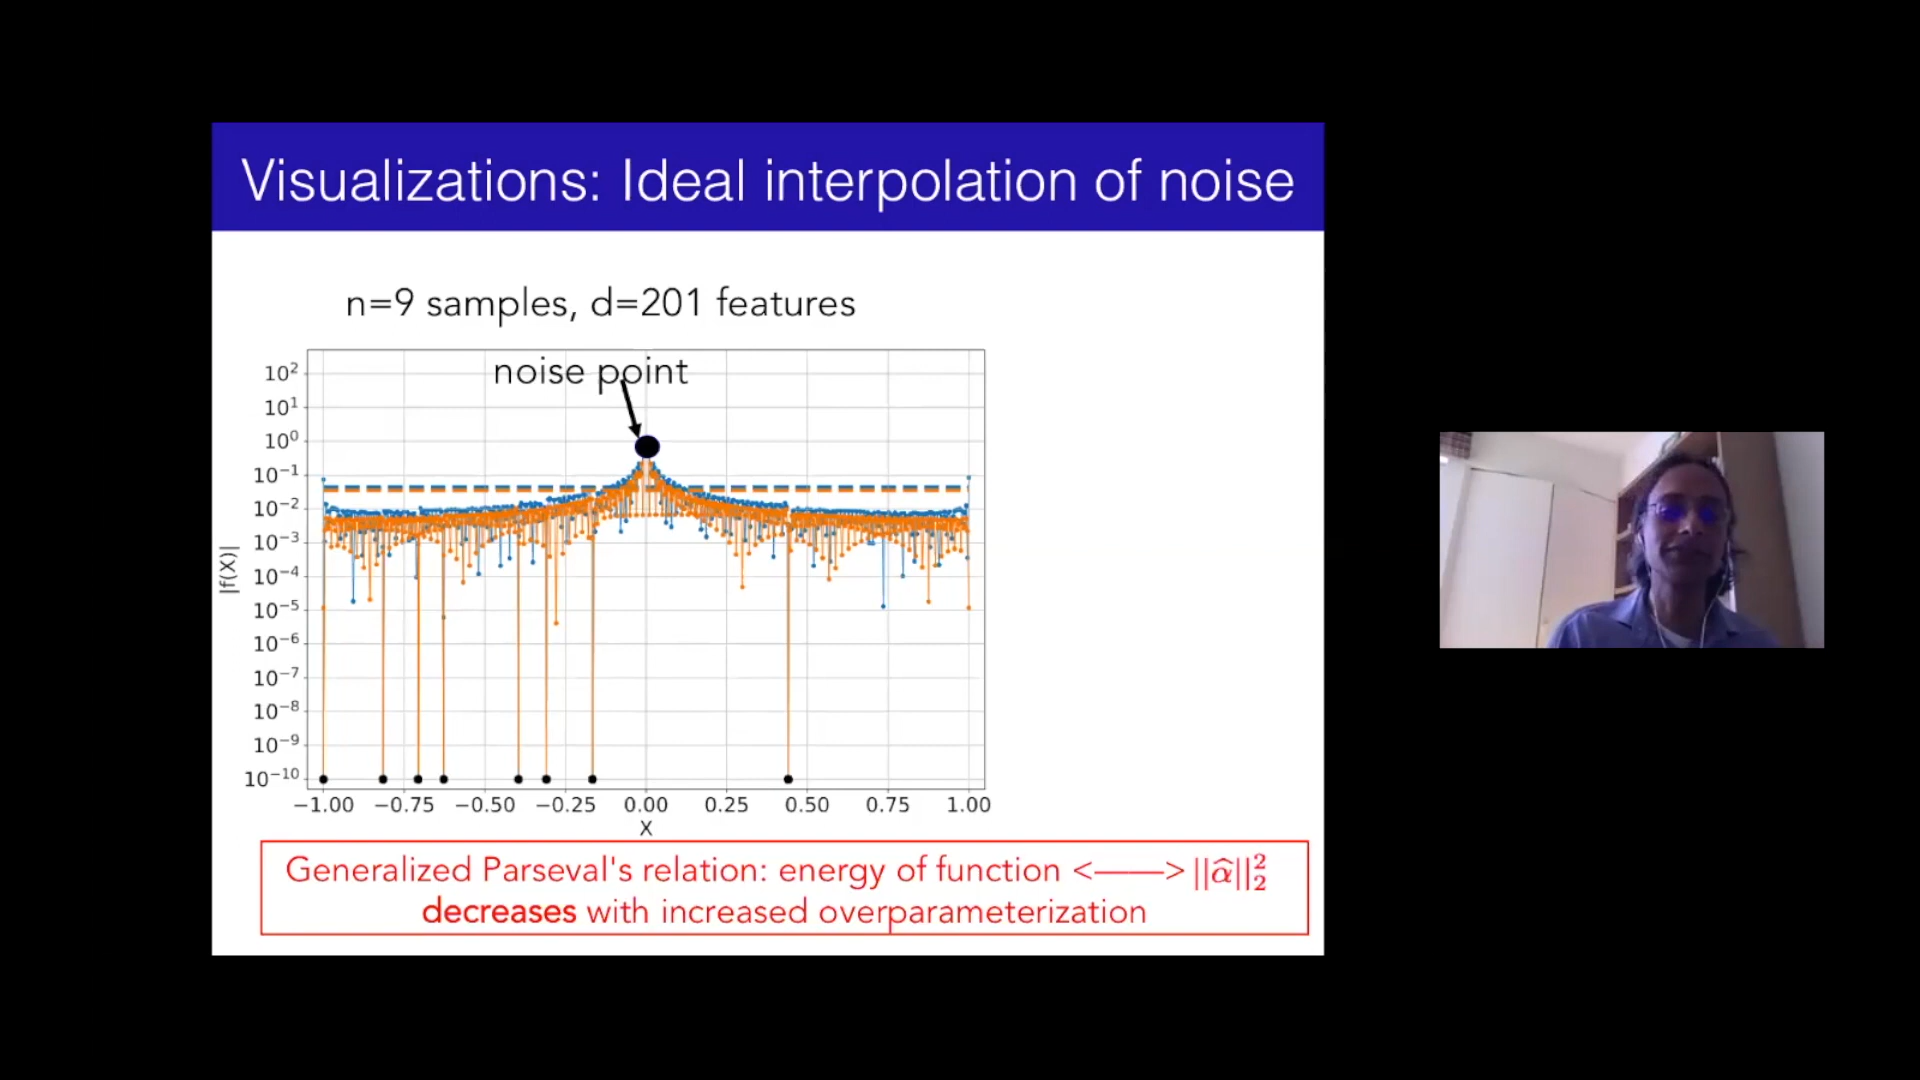 Visualizations: Ideal interpolation of noise
n=9 samples, d=201 features
noise point
10²
10¹
10⁰
10⁻¹
10⁻²
10⁻³
10⁻⁴
10⁻⁵
10⁻⁶
10⁻⁷
10⁻⁸
10⁻⁹
10⁻¹⁰
|f(X)|
−1.00 −0.75 −0.50 −0.25 0.00 0.25 0.50 0.75 1.00
X
Generalized Parseval's relation: energy of function <——> ||α̂||₂²
decreases with increased overparameterization